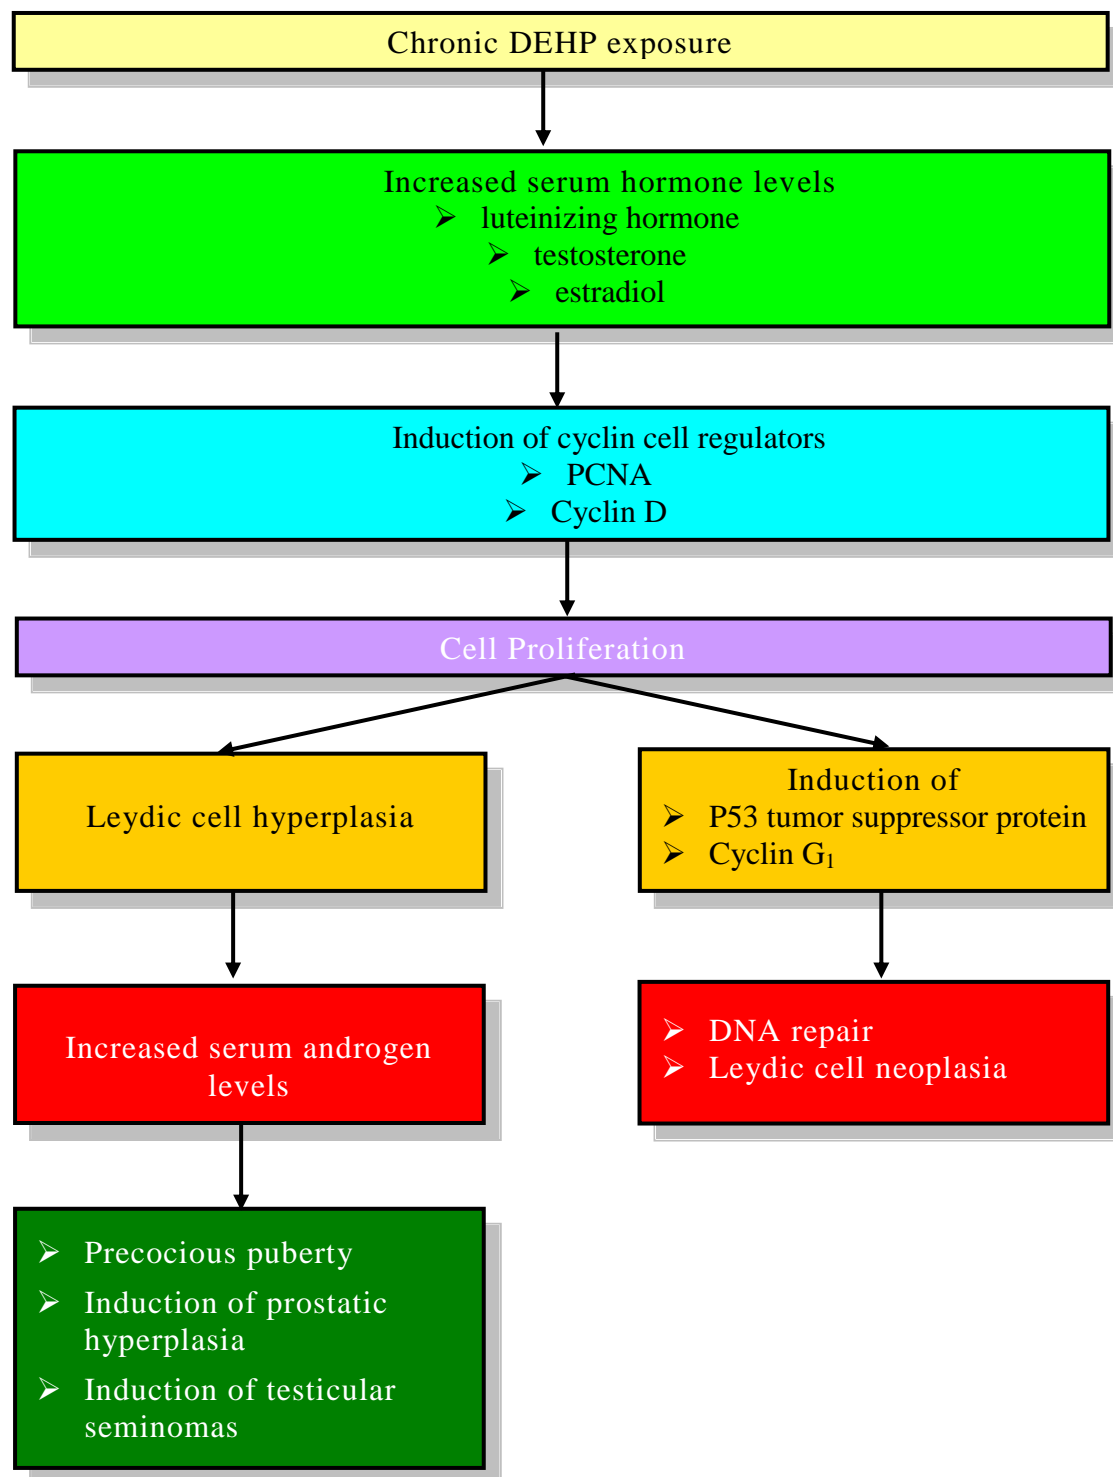 Chronic DEHP exposure
Increased serum hormone levels
➢ luteinizing hormone
➢ testosterone
➢ estradiol
Induction of cyclin cell regulators
➢ PCNA
➢ Cyclin D
Cell Proliferation
Leydic cell hyperplasia
Increased serum androgen
levels
➢ Precocious puberty
➢ Induction of prostatic
hyperplasia
➢ Induction of testicular
seminomas
Induction of
➢ P53 tumor suppressor protein
➢ Cyclin G₁
➢ DNA repair
➢ Leydic cell neoplasia